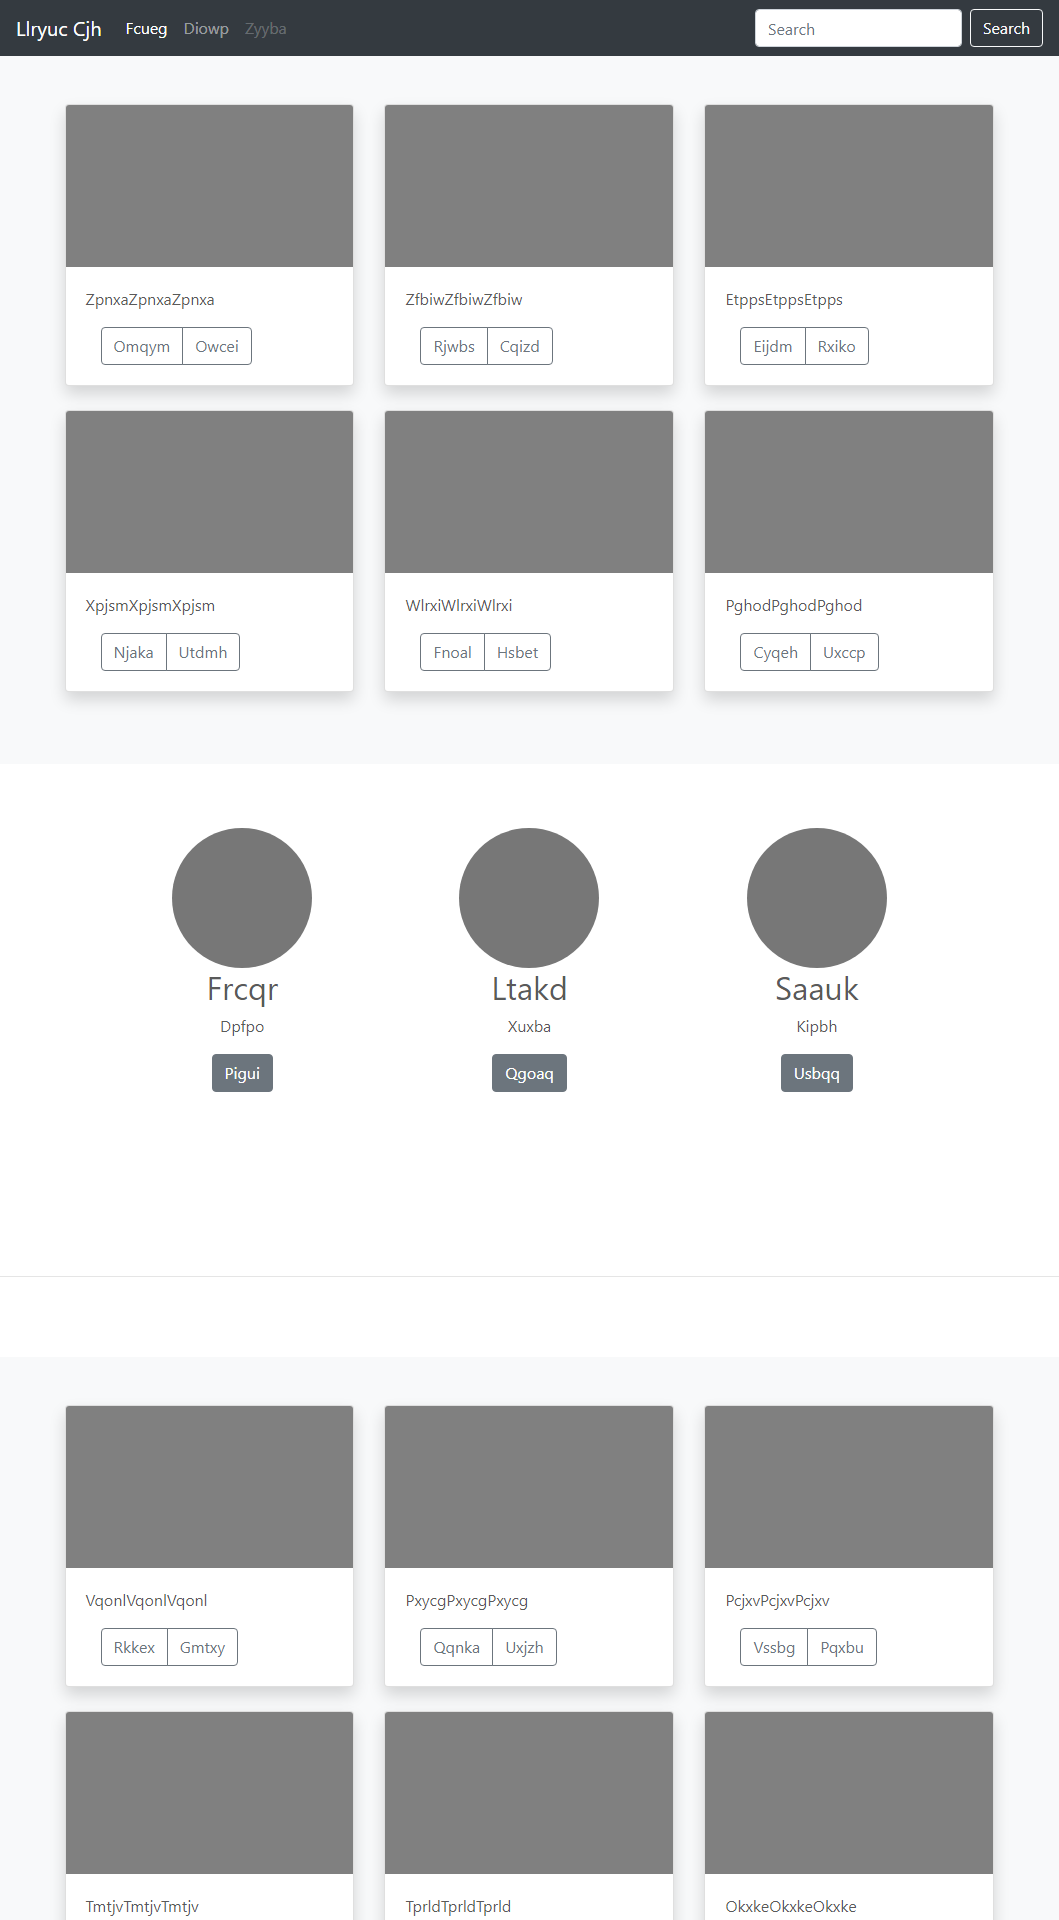 Llryuc Cjh Fcueg Diowp Zyyba Search Search
ZpnxaZpnxaZpnxa
Omqym Owcei
ZfbiwZfbiwZfbiw
Rjwbs Cqizd
EtppsEtppsEtpps
Eijdm Rxiko
XpjsmXpjsmXpjsm
Njaka Utdmh
WlrxiWlrxiWlrxi
Fnoal Hsbet
PghodPghodPghod
Cyqeh Uxccp
Frcqr
Dpfpo
Pigui
Ltakd
Xuxba
Qgoaq
Saauk
Kipbh
Usbqq
VqonlVqonlVqonl
Rkkex Gmtxy
PxycgPxycgPxycg
Qqnka Uxjzh
PcjxvPcjxvPcjxv
Vssbg Pqxbu
TmtjvTmtjvTmtjv
TprldTprldTprld
OkxkeOkxkeOkxke